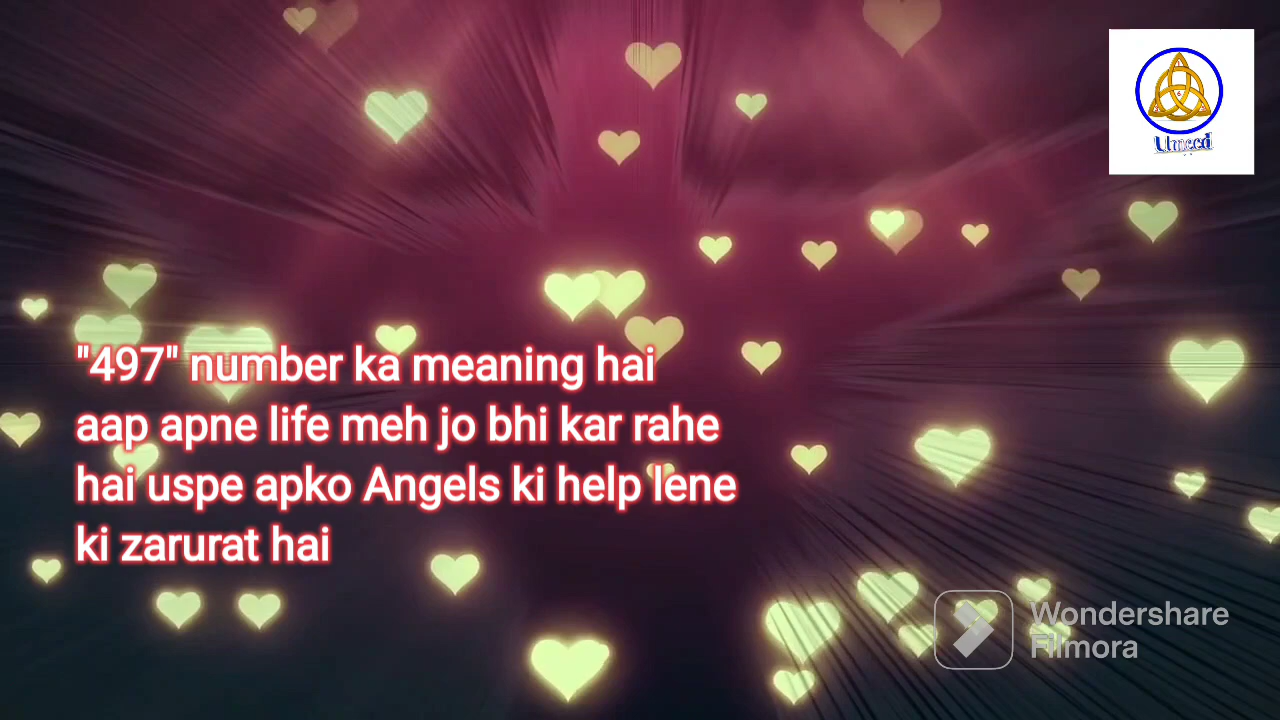 Umeed
"497" number ka meaning hai
aap apne life meh jo bhi kar rahe
hai uspe apko Angels ki help lene
ki zarurat hai
Wondershare
Filmora